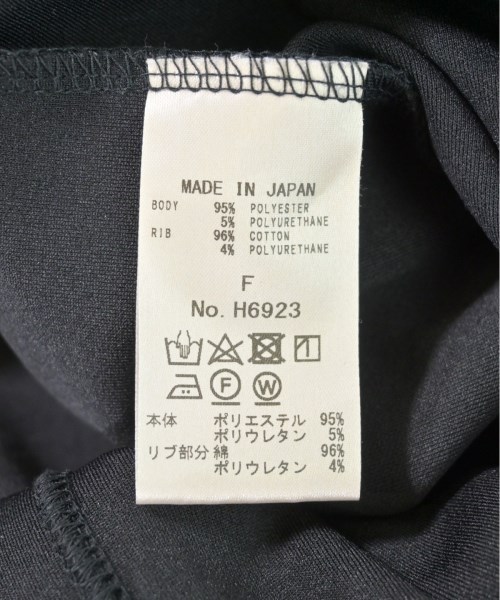 MADE IN JAPAN
BODY 95% POLYESTER
5% POLYURETHANE
RIB 96% COTTON
4% POLYURETHANE
F
No. H6923
F W
本体 ポリエステル 95%
ポリウレタン 5%
リブ部分 綿 96%
ポリウレタン 4%